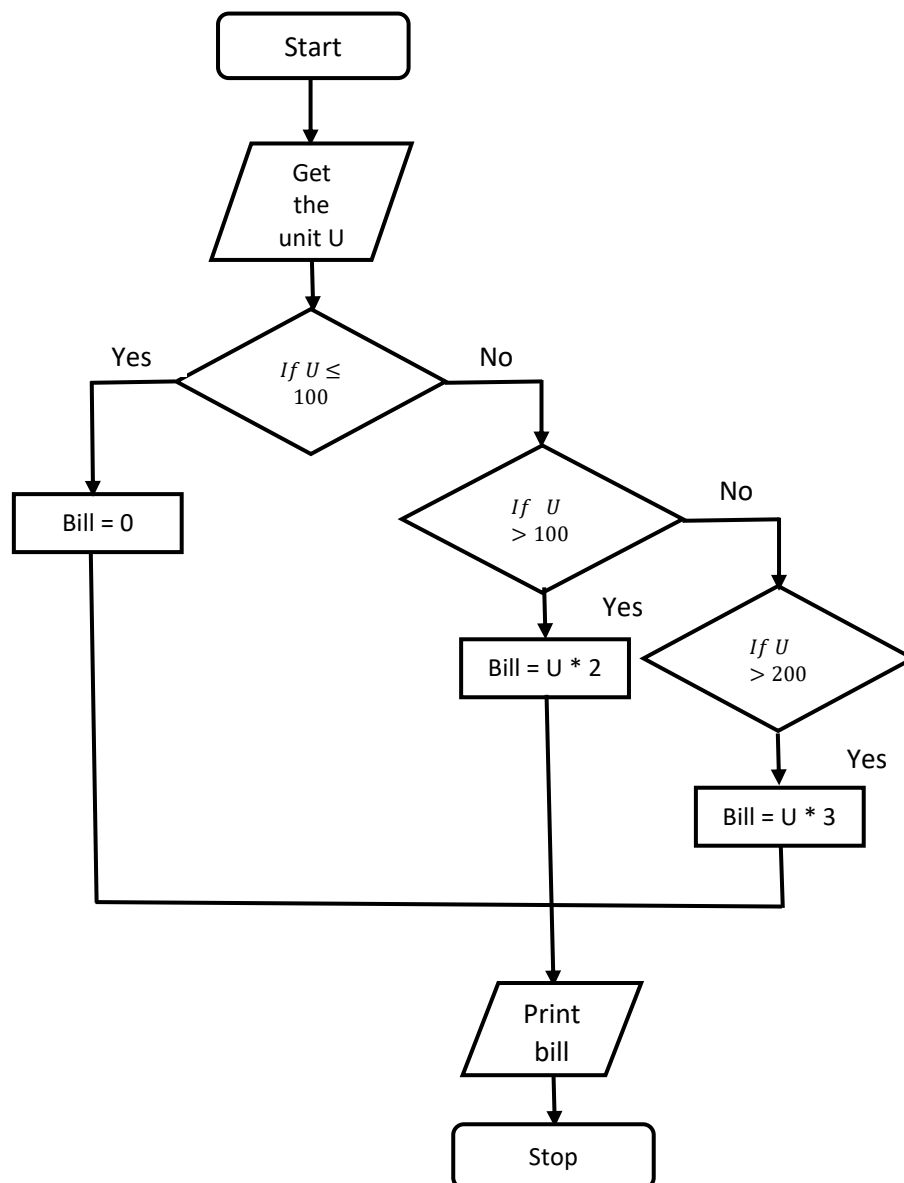 Start
Get
the
unit U
Yes
If U ≤
100
No
Bill = 0
If U
> 100
No
Yes
Bill = U * 2
If U
> 200
Yes
Bill = U * 3
Print
bill
Stop